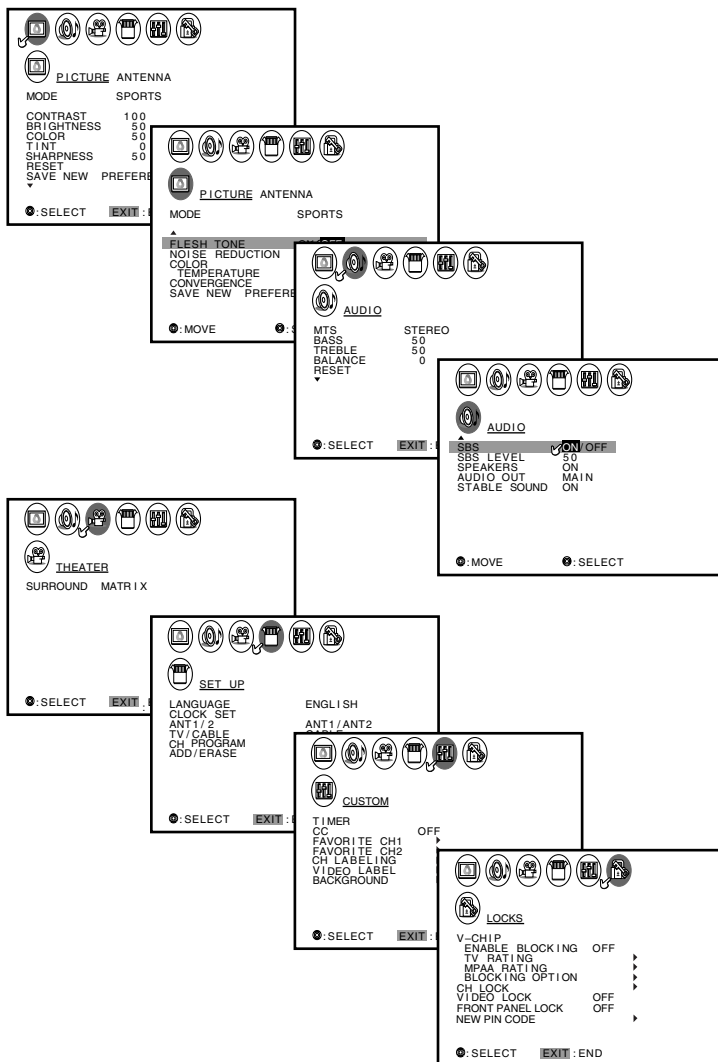 PICTURE ANTENNA
MODE SPORTS
CONTRAST 100
BRIGHTNESS 50
COLOR 50
TINT 0
SHARPNESS 50
RESET
SAVE NEW PREFERE
:SELECT EXIT :
PICTURE ANTENNA
MODE SPORTS
FLESH TONE
NOISE REDUCTION
COLOR
TEMPERATURE
CONVERGENCE
SAVE NEW PREFERE
:MOVE :
AUDIO
MTS STEREO
BASS 50
TREBLE 50
BALANCE 0
RESET
:SELECT EXIT :
AUDIO
SBS ON/OFF
SBS LEVEL 50
SPEAKERS ON
AUDIO OUT MAIN
STABLE SOUND ON
:MOVE :SELECT
THEATER
SURROUND MATRIX
:SELECT EXIT :
SET UP
LANGUAGE ENGLISH
CLOCK SET
ANT1/2 ANT1/ANT2
TV/CABLE
CH PROGRAM
ADD/ERASE
:SELECT EXIT :
CUSTOM
TIMER
CC OFF
FAVORITE CH1
FAVORITE CH2
CH LABELING
VIDEO LABEL
BACKGROUND
:SELECT EXIT :
LOCKS
V-CHIP
ENABLE BLOCKING OFF
TV RATING
MPAA RATING
BLOCKING OPTION
CH LOCK
VIDEO LOCK OFF
FRONT PANEL LOCK OFF
NEW PIN CODE
:SELECT EXIT :END